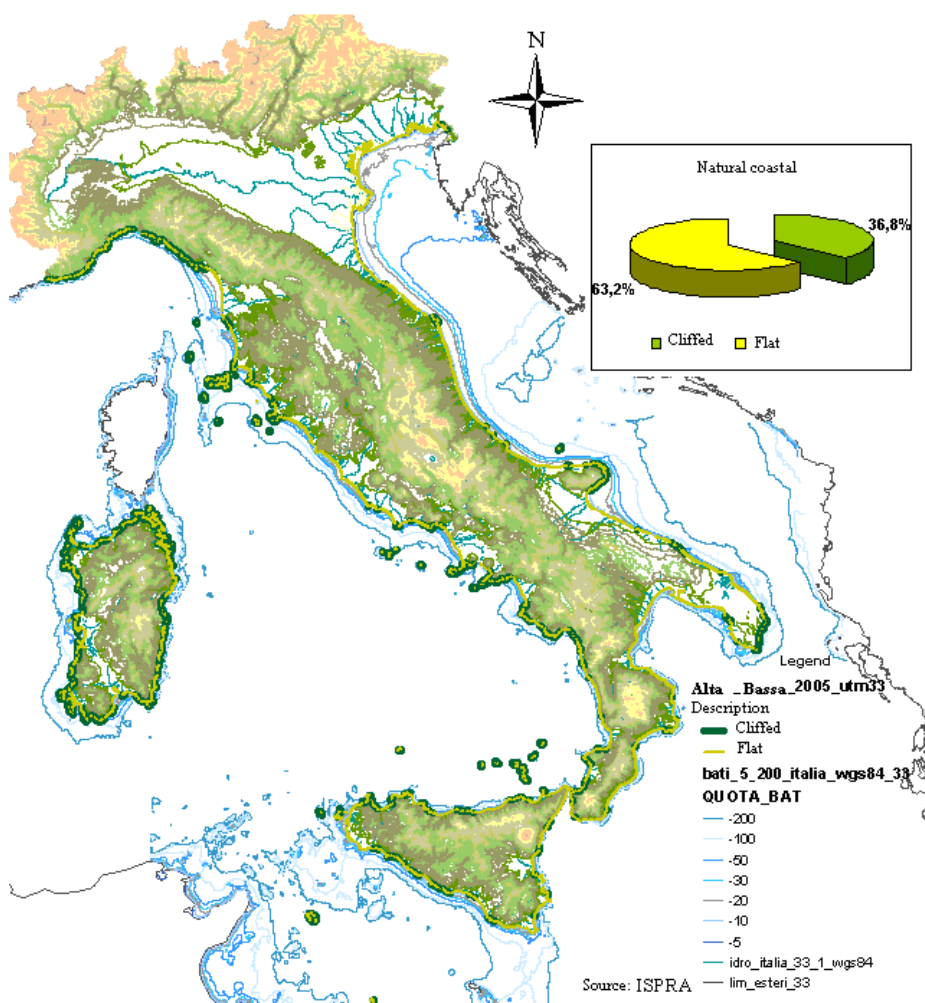 N
Natural coastal
36,8%
63,2%
Cliffed Flat
Legend
Alta _Bassa_2005_utm33
Description
Cliffed
Flat
bati_5_200_italia_wgs84_33
QUOTA_BAT
-200
-100
-50
-30
-20
-10
-5
idro_italia_33_1_wgs84
Source: ISPRA lim_esteri_33